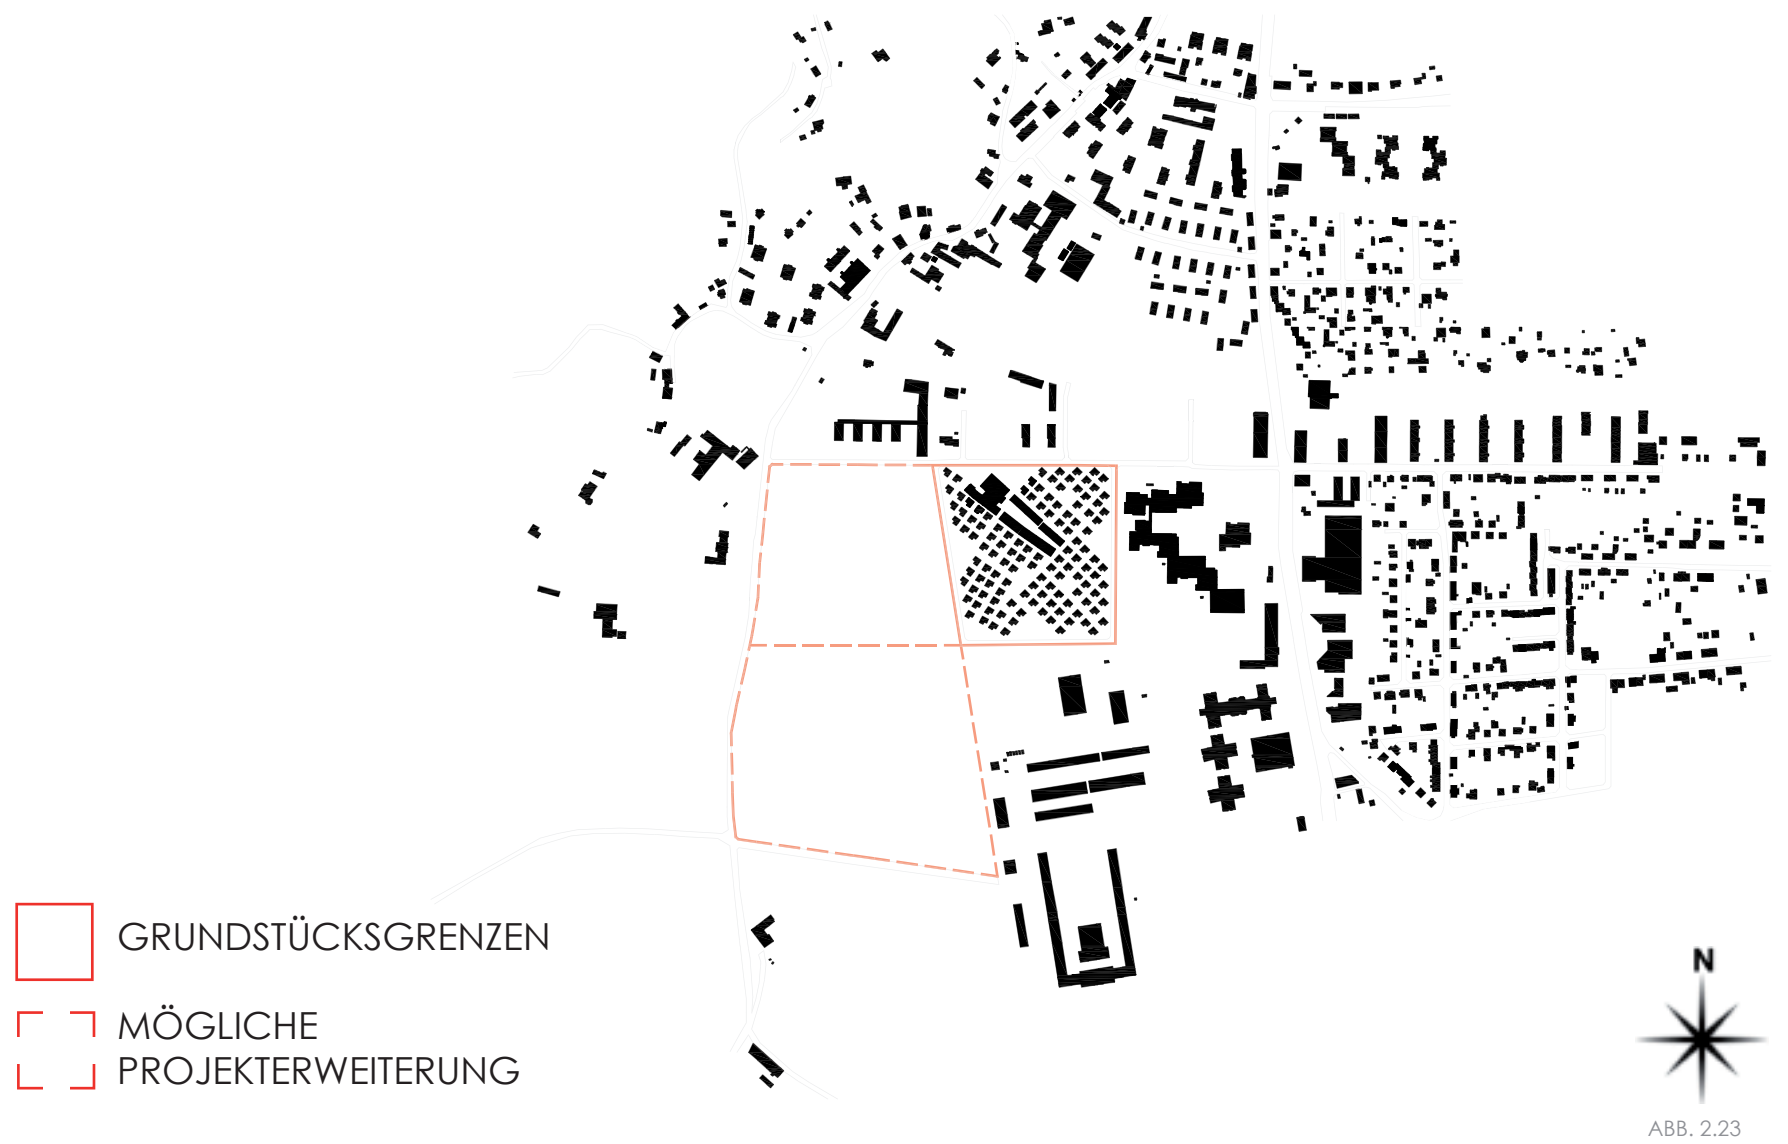 GRUNDSTÜCKSGRENZEN
MÖGLICHE
PROJEKTERWEITERUNG
N
ABB. 2.23